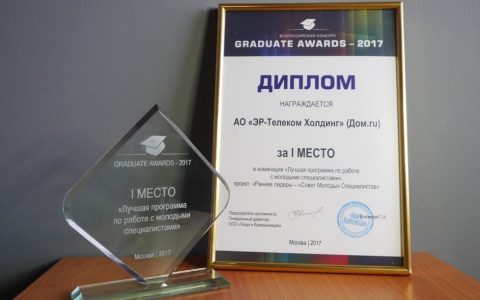 GRADUATE AWARDS - 2017
I МЕСТО
«Лучшая программа
по работе с молодыми
специалистами»
Москва | 2017
ВСЕРОССИЙСКИЙ КОНКУРС
GRADUATE AWARDS - 2017
ДИПЛОМ
НАГРАЖДАЕТСЯ
АО «ЭР-Телеком Холдинг» (Дом.ru)
за I МЕСТО
в номинации «Лучшая программа по работе
с молодыми специалистами»
проект «Ранние лидеры – «Совет Молодых Специалистов»
Председатель оргкомитета
Генеральный директор
ООО «Люди и Коммуникации»
С.А.
Москва | 2017